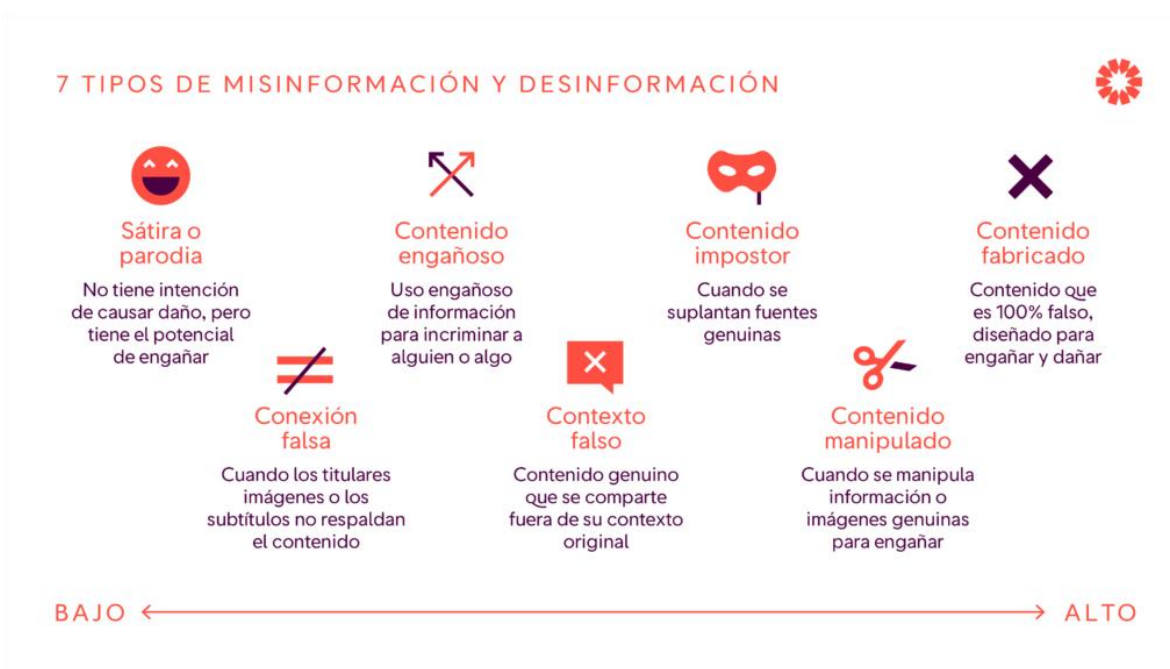 7 TIPOS DE MISINFORMACIÓN Y DESINFORMACIÓN
Sátira o
parodia
No tiene intención
de causar daño, pero
tiene el potencial
de engañar
Conexión
falsa
Cuando los titulares
imágenes o los
subtítulos no respaldan
el contenido
Contenido
engañoso
Uso engañoso
de información
para incriminar a
alguien o algo
Contexto
falso
Contenido genuino
que se comparte
fuera de su contexto
original
Contenido
impostor
Cuando se
suplantan fuentes
genuinas
Contenido
manipulado
Cuando se manipula
información o
imágenes genuinas
para engañar
Contenido
fabricado
Contenido que
es 100% falso,
diseñado para
engañar y dañar
BAJO
ALTO